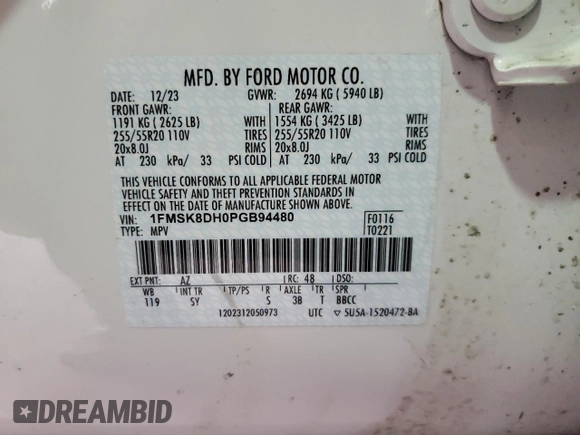 MFD. BY FORD MOTOR CO.
DATE: 12/23 GVWR: 2694 KG ( 5940 LB)
FRONT GAWR: REAR GAWR:
1191 KG ( 2625 LB) WITH 1554 KG ( 3425 LB) WITH
255/55R20 110V TIRES 255/55R20 110V TIRES
20x8.0J RIMS 20x8.0J RIMS
AT 230 kPa/ 33 PSI COLD AT 230 kPa/ 33 PSI COLD
THIS VEHICLE CONFORMS TO ALL APPLICABLE FEDERAL MOTOR
VEHICLE SAFETY AND THEFT PREVENTION STANDARDS IN
EFFECT ON THE DATE OF MANUFACTURE SHOWN ABOVE.
VIN: 1FMSK8DH0PGB94480 F0116
TYPE: MPV T0221
EXT PNT: AZ RC: 48 DSO:
WB INT TR TP/PS R AXLE TR SPR
119 SY S 3B T BBCC
1202312050973 UTC ▽ 5U5A-1520472-BA
DREAMBID